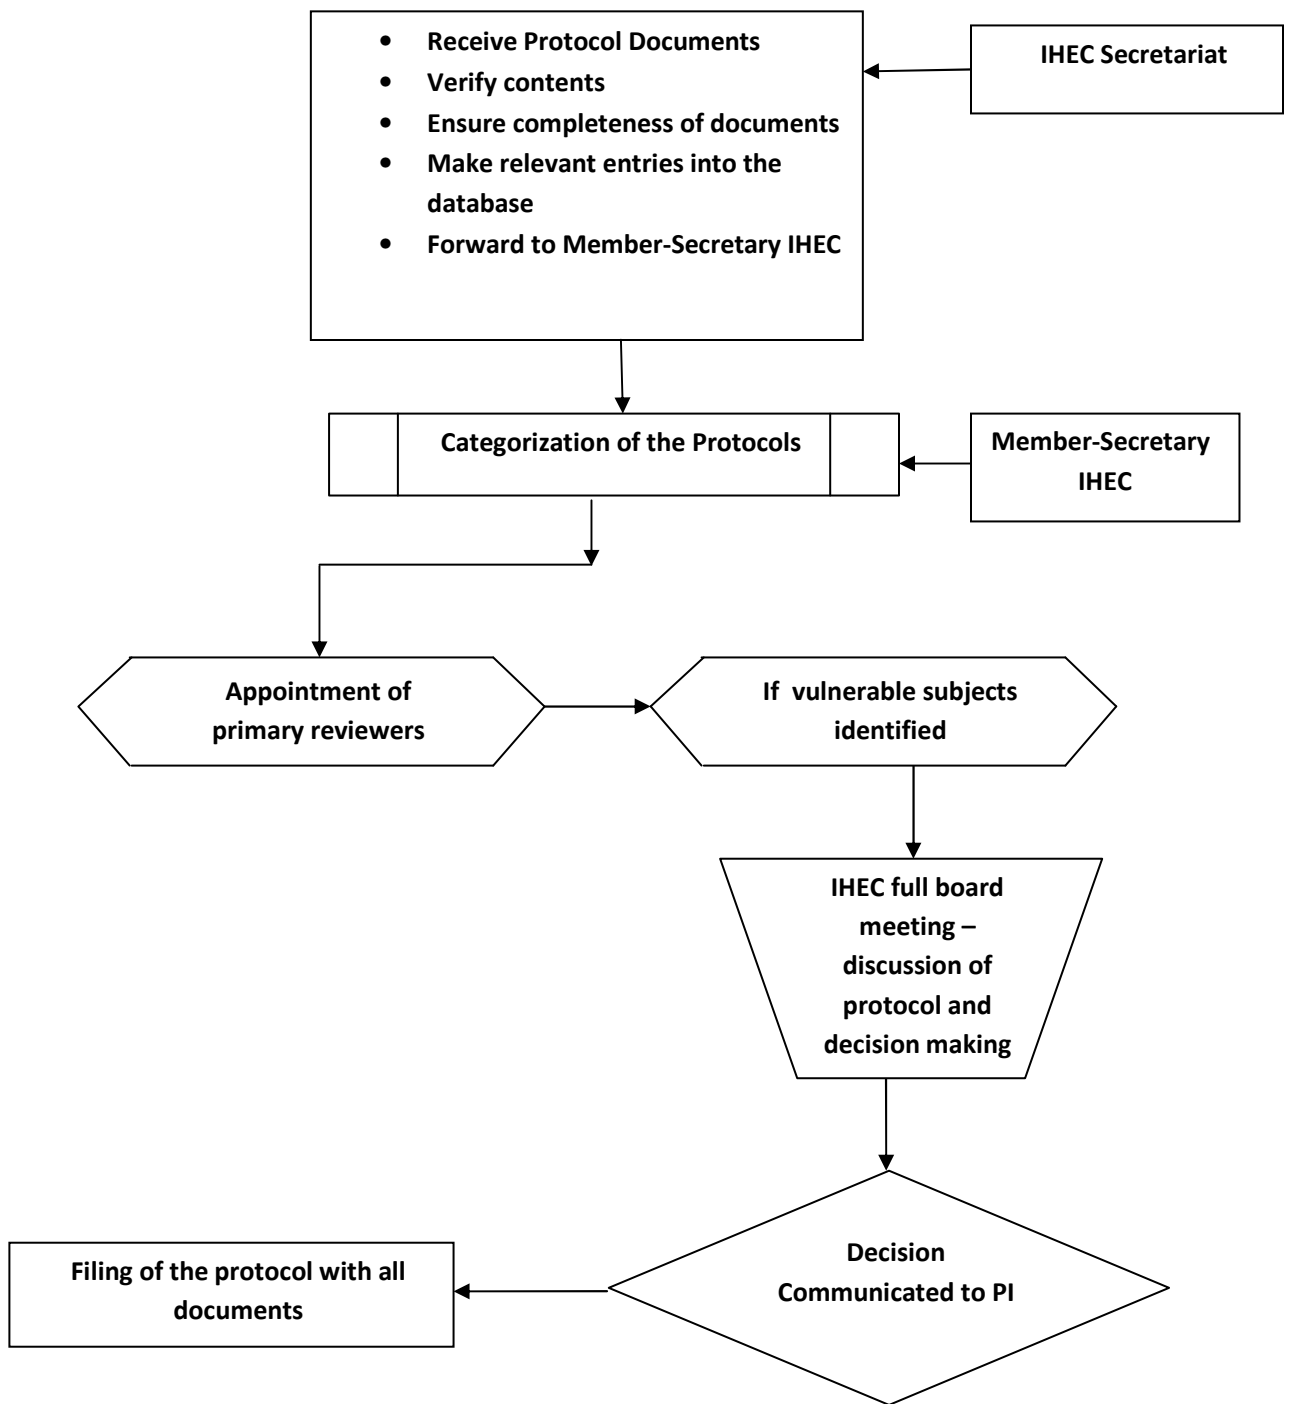 • Receive Protocol Documents
• Verify contents
• Ensure completeness of documents
• Make relevant entries into the
database
• Forward to Member-Secretary IHEC
IHEC Secretariat
Categorization of the Protocols
Member-Secretary
IHEC
Appointment of
primary reviewers
If vulnerable subjects
identified
IHEC full board
meeting –
discussion of
protocol and
decision making
Decision
Communicated to PI
Filing of the protocol with all
documents